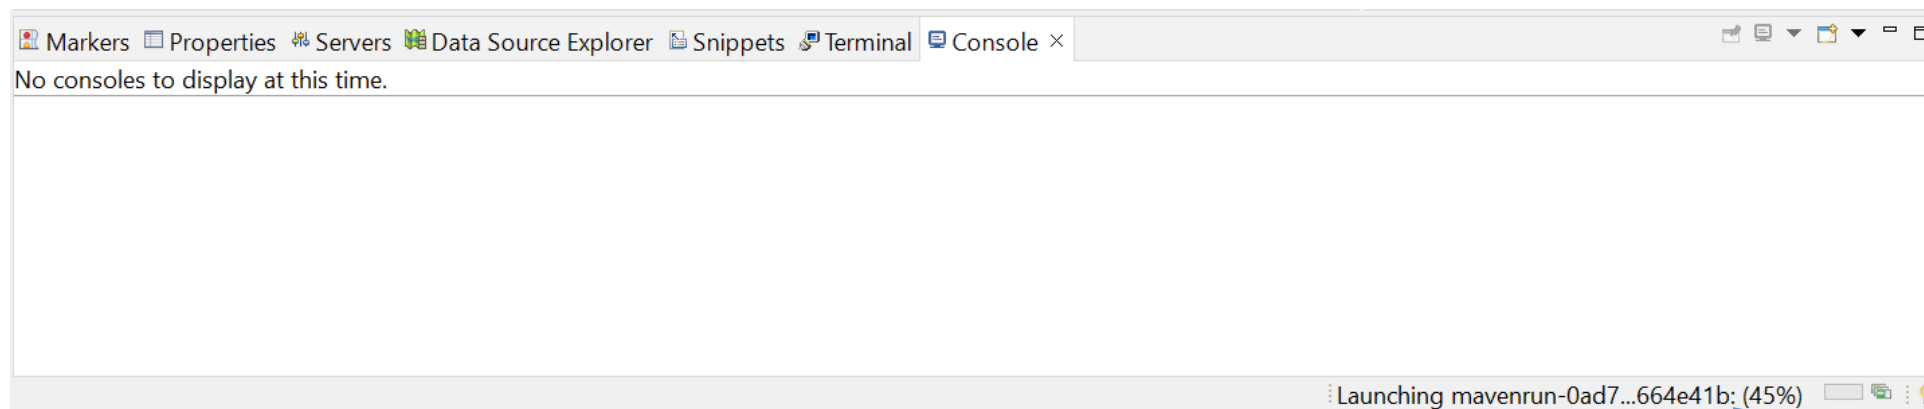 Markers Properties Servers Data Source Explorer Snippets Terminal Console
No consoles to display at this time.
Launching mavenrun-0ad7...664e41b: (45%)